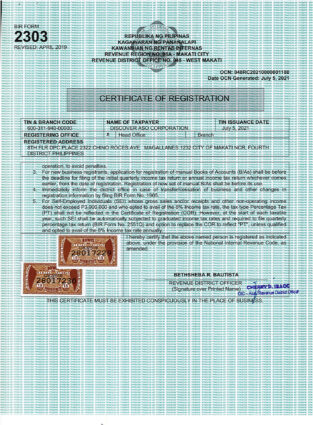 BIR FORM
2303
REVISED: APRIL 2019
REPUBLIKA NG PILIPINAS
KAGAWARAN NG PANANALAPI
KAWANIHAN NG RENTAS INTERNAS
REVENUE REGION NO. 8A - MAKATI CITY
REVENUE DISTRICT OFFICE NO. - WEST MAKATI
OCN:
Date OCN Generated: July 5, 2021
CERTIFICATE OF REGISTRATION
TIN & BRANCH CODE NAME OF TAXPAYER TIN ISSUANCE DATE
DISCOVER ASO CORPORATION July 5, 2021
REGISTERING OFFICE X Head Office Branch
REGISTERED ADDRESS
8TH FLR DPC PLACE 2322 CHINO ROCES AVE. MAGALLANES 1232 CITY OF MAKATI NCR, FOURTH
DISTRICT PHILIPPINES
operation, to avoid penalties.
3. For new business registrants, application for registration of manual Books of Accounts (BOAs) shall be before
the deadline for filing of the initial quarterly income tax return or annual income tax return whichever comes
earlier, from the date of registration. Registration of new set of manual BOAs shall be before its use.
4. Immediately inform the district office in case of transfer/cessation of business and other changes in
registration information by filing BIR Form No. 1905.
5. For Self-Employed Individuals (SEI) whose gross sales and/or receipts and other non-operating income
does not exceed P3,000,000 and who opted to avail of the 8% income tax rate, the tax type Percentage Tax
(PT) shall not be reflected in the Certificate of Registration (COR). However, at the start of each taxable
year, such SEI shall be automatically subjected to graduated income tax rates and required to file quarterly
percentage tax return (BIR Form No. 2551Q) and option to replace the COR to reflect "PT", unless qualified
and opted to avail of the 8% income tax rate annually.
I hereby certify that the above named person is registered as indicated
above, under the provision of the National Internal Revenue Code, as
amended.
BETHSHEBA R. BAUTISTA
REVENUE DISTRICT OFFICER
(Signature over Printed Name)
THIS CERTIFICATE MUST BE EXHIBITED CONSPICUOUSLY IN THE PLACE OF BUSINESS.